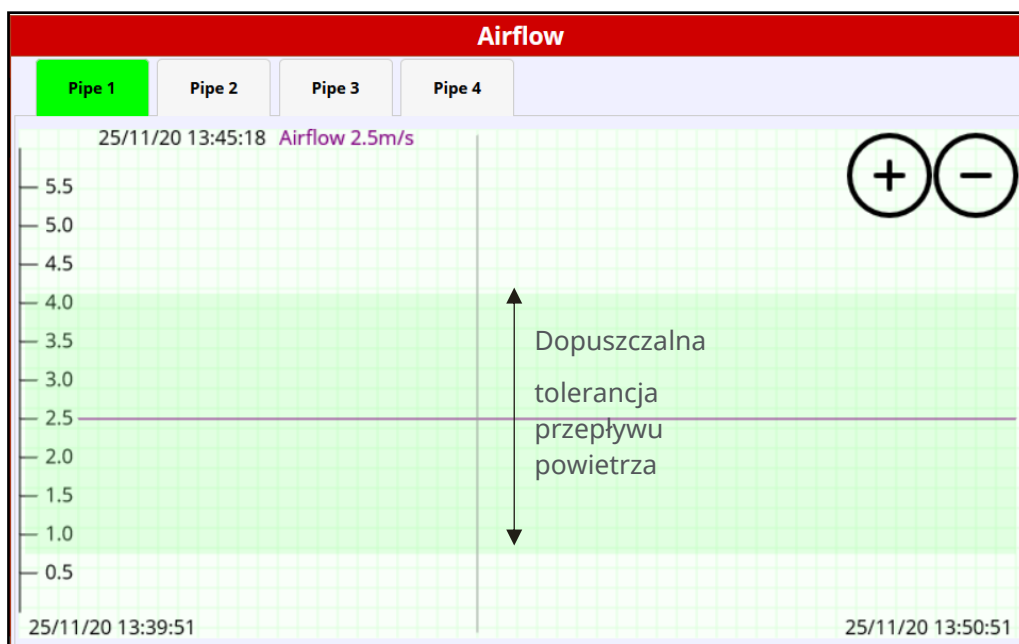 Airflow
Pipe 1 Pipe 2 Pipe 3 Pipe 4
25/11/20 13:45:18 Airflow 2.5m/s
5.5
5.0
4.5
4.0
3.5
3.0
2.5
2.0
1.5
1.0
0.5
Dopuszczalna
tolerancja
przepływu
powietrza
25/11/20 13:39:51 25/11/20 13:50:51